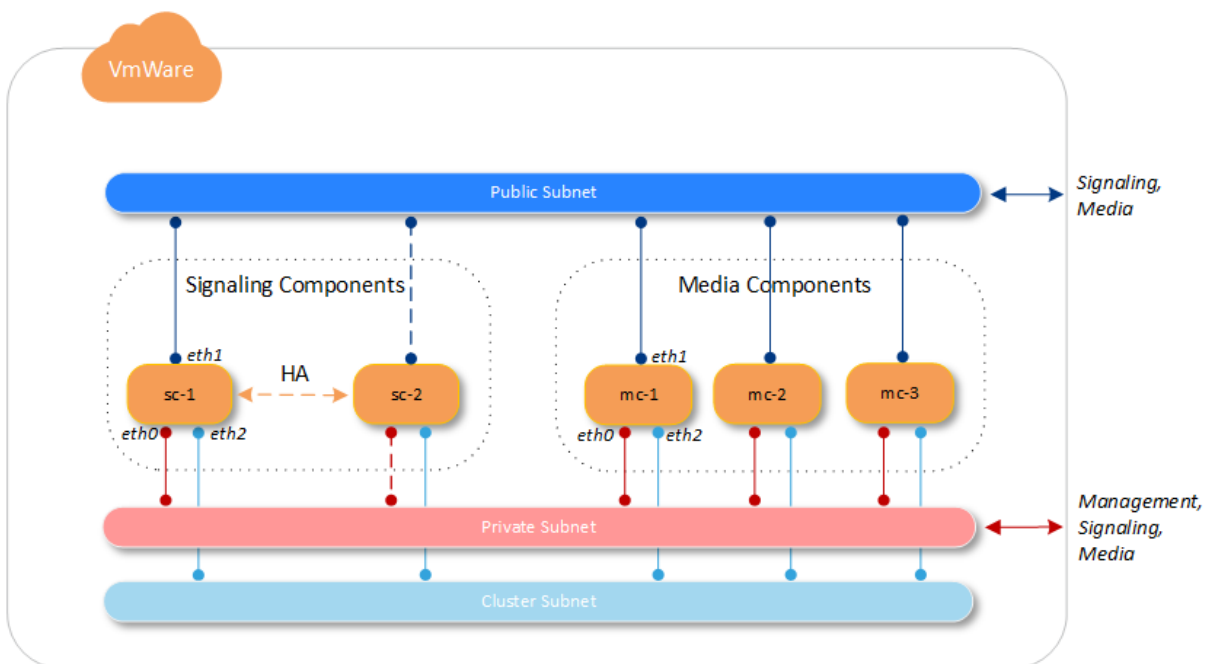 VmWare
Public Subnet
Signaling,
Media
Signaling Components
Media Components
eth1
eth1
HA
sc-1
sc-2
mc-1
mc-2
mc-3
eth0
eth2
eth0
eth2
Management,
Signaling,
Media
Private Subnet
Cluster Subnet